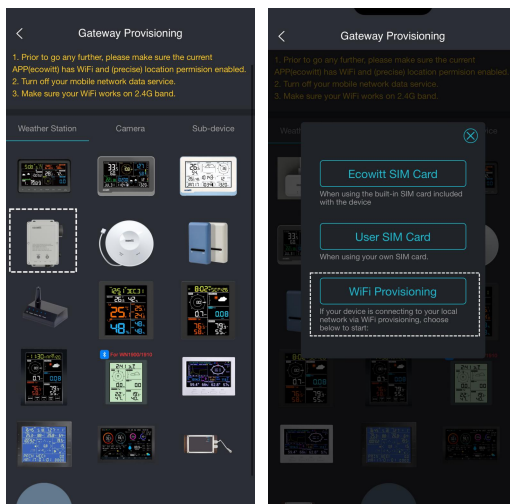 Gateway Provisioning
1. Prior to go any further, please make sure the current
APP(ecowitt) has WiFi and (precise) location permision enabled.
2. Turn off your mobile network data service.
3. Make sure your WiFi works on 2.4G band.
Weather Station
Camera
Sub-device
For WN1900/1910
Gateway Provisioning
1. Prior to go any further, please make sure the current
APP(ecowitt) has WiFi and (precise) location permision enabled.
2. Turn off your mobile network data service.
3. Make sure your WiFi works on 2.4G band.
Ecowitt SIM Card
When using the built-in SIM card included
with the device
User SIM Card
When using your own SIM card.
WiFi Provisioning
If your device is connecting to your local
network via WiFi provisioning, choose
below to start: